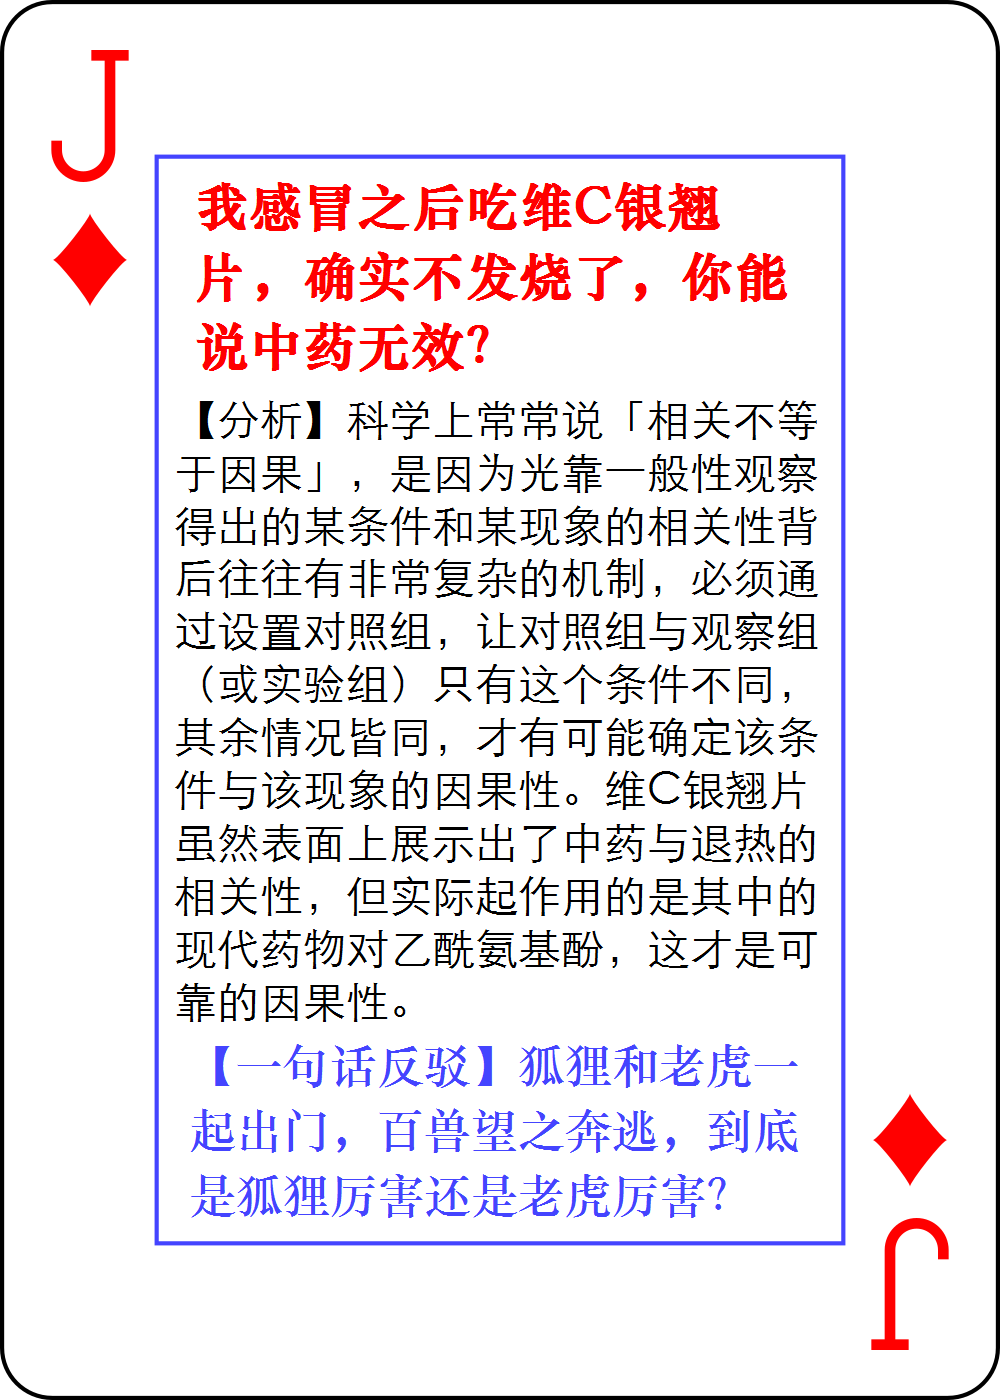 J
我感冒之后吃维C银翘
片，确实不发烧了，你能
说中药无效？
【分析】科学上常常说「相关不等
于因果」，是因为光靠一般性观察
得出的某条件和某现象的相关性背
后往往有非常复杂的机制，必须通
过设置对照组，让对照组与观察组
（或实验组）只有这个条件不同，
其余情况皆同，才有可能确定该条
件与该现象的因果性。维C银翘片
虽然表面上展示出了中药与退热的
相关性，但实际起作用的是其中的
现代药物对乙酰氨基酚，这才是可
靠的因果性。
【一句话反驳】狐狸和老虎一
起出门，百兽望之奔逃，到底
是狐狸厉害还是老虎厉害？
J